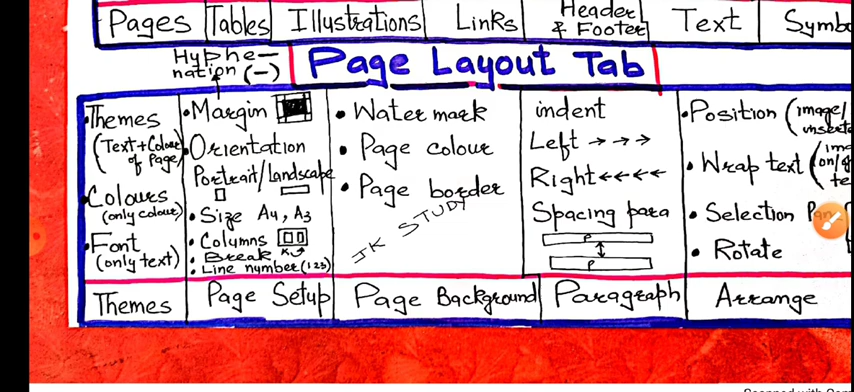 Pages Tables Illustrations Links Header & Footer Text
Hyphe-
nation (-)
Page Layout Tab
• Themes
(Text+Colour
of Page)
• Colours
(only colour)
• Font
(only text)
• Margin
• Orientation
Portrait/Landscape
• Size A4, A3
• Columns
• Break
• Line number (123)
• Water mark
• Page colour
• Page border
JK STUDY
indent
Left →→→
Right ←←←←
Spacing para
P
P
• Position (image/
• Wrap text
• Selection
• Rotate
Themes Page Setup Page Background Paragraph Arrange